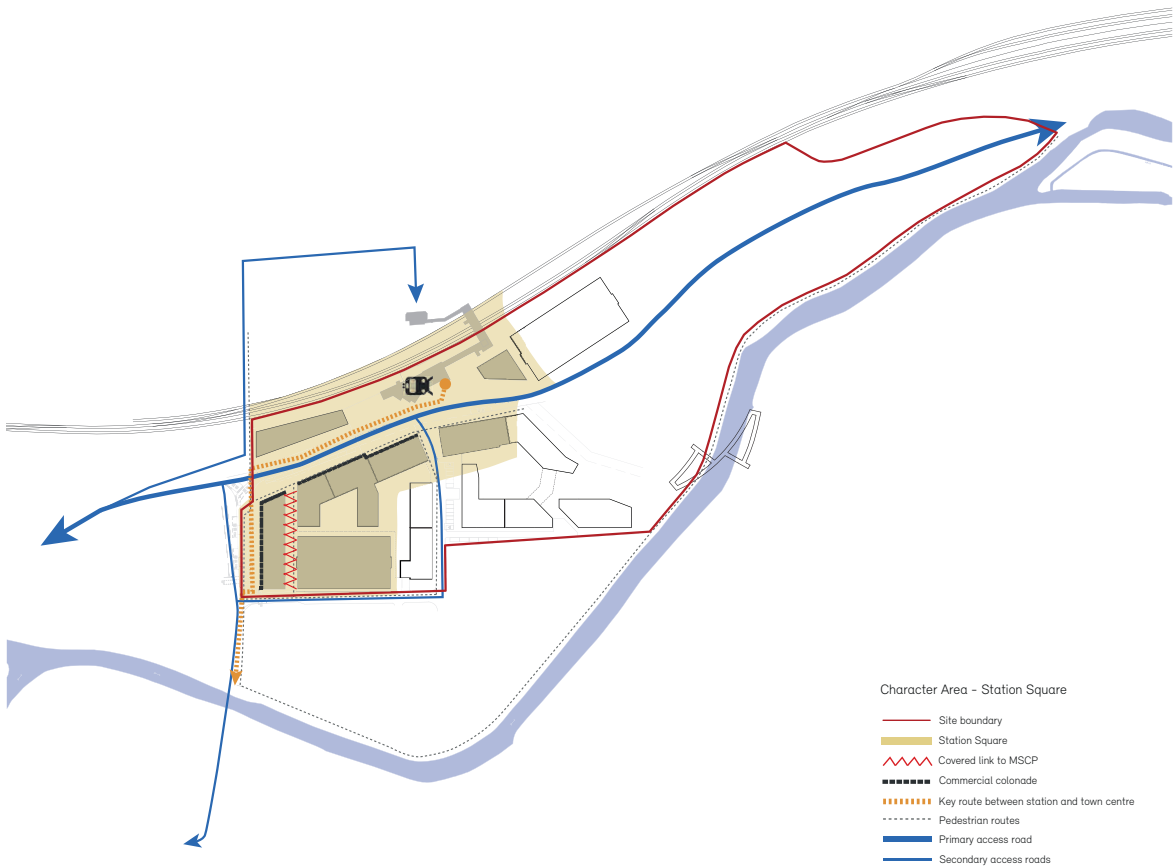 Character Area - Station Square
Site boundary
Station Square
Covered link to MSCP
Commercial colonade
Key route between station and town centre
Pedestrian routes
Primary access road
Secondary access roads